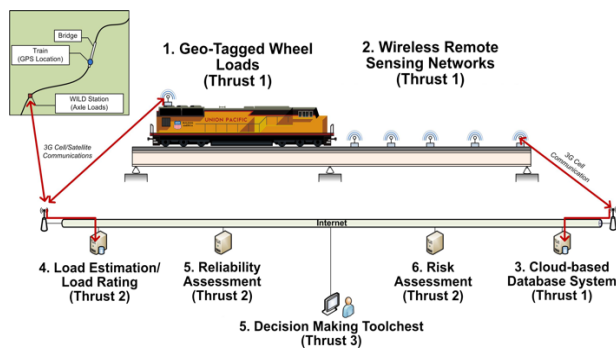 Bridge
Train
(GPS Location)
WILD Station
(Axle Loads)
1. Geo-Tagged Wheel
Loads
(Thrust 1)
2. Wireless Remote
Sensing Networks
(Thrust 1)
UNION PACIFIC
3G Cell/Satellite
Communications
3G Cell
Communication
Internet
4. Load Estimation/
Load Rating
(Thrust 2)
5. Reliability
Assessment
(Thrust 2)
6. Risk
Assessment
(Thrust 2)
3. Cloud-based
Database System
(Thrust 1)
5. Decision Making Toolchest
(Thrust 3)